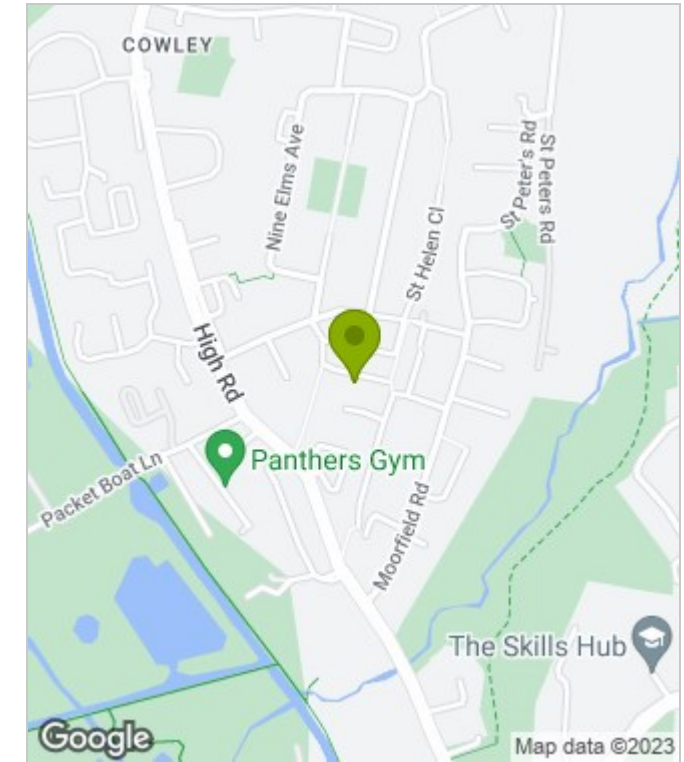 COWLEY
Nine Elms Ave
St Peter's Rd
St Peters Rd
St Helen Cl
High Rd
Panthers Gym
Packet Boat Ln
Moorfield Rd
The Skills Hub
Google
Map data ©2023